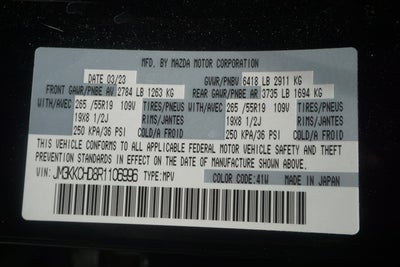 MFD. BY MAZDA MOTOR CORPORATION
DATE 03/23 GVWR/PNBV 6418 LB 2911 KG
FRONT GAWR/PNBE AV 2784 LB 1263 KG REAR GAWR/PNBE AR 3735 LB 1694 KG
WITH/AVEC 265 /55R19 109V TIRES/PNEUS WITH/AVEC 265 /55R19 109V TIRES/PNEUS
19X8 1/2J RIMS/JANTES 19X8 1/2J RIMS/JANTES
250 KPA/36 PSI COLD/A FROID 250 KPA/36 PSI COLD/A FROID
THIS VEHICLE CONFORMS TO ALL APPLICABLE FEDERAL MOTOR VEHICLE SAFETY AND THEFT
PREVENTION STANDARDS IN EFFECT ON THE DATE OF MANUFACTURE SHOWN ABOVE.
VIN: JM3KKCHD8R1106996 TYPE:MPV COLOR CODE:41W MADE IN JAPAN